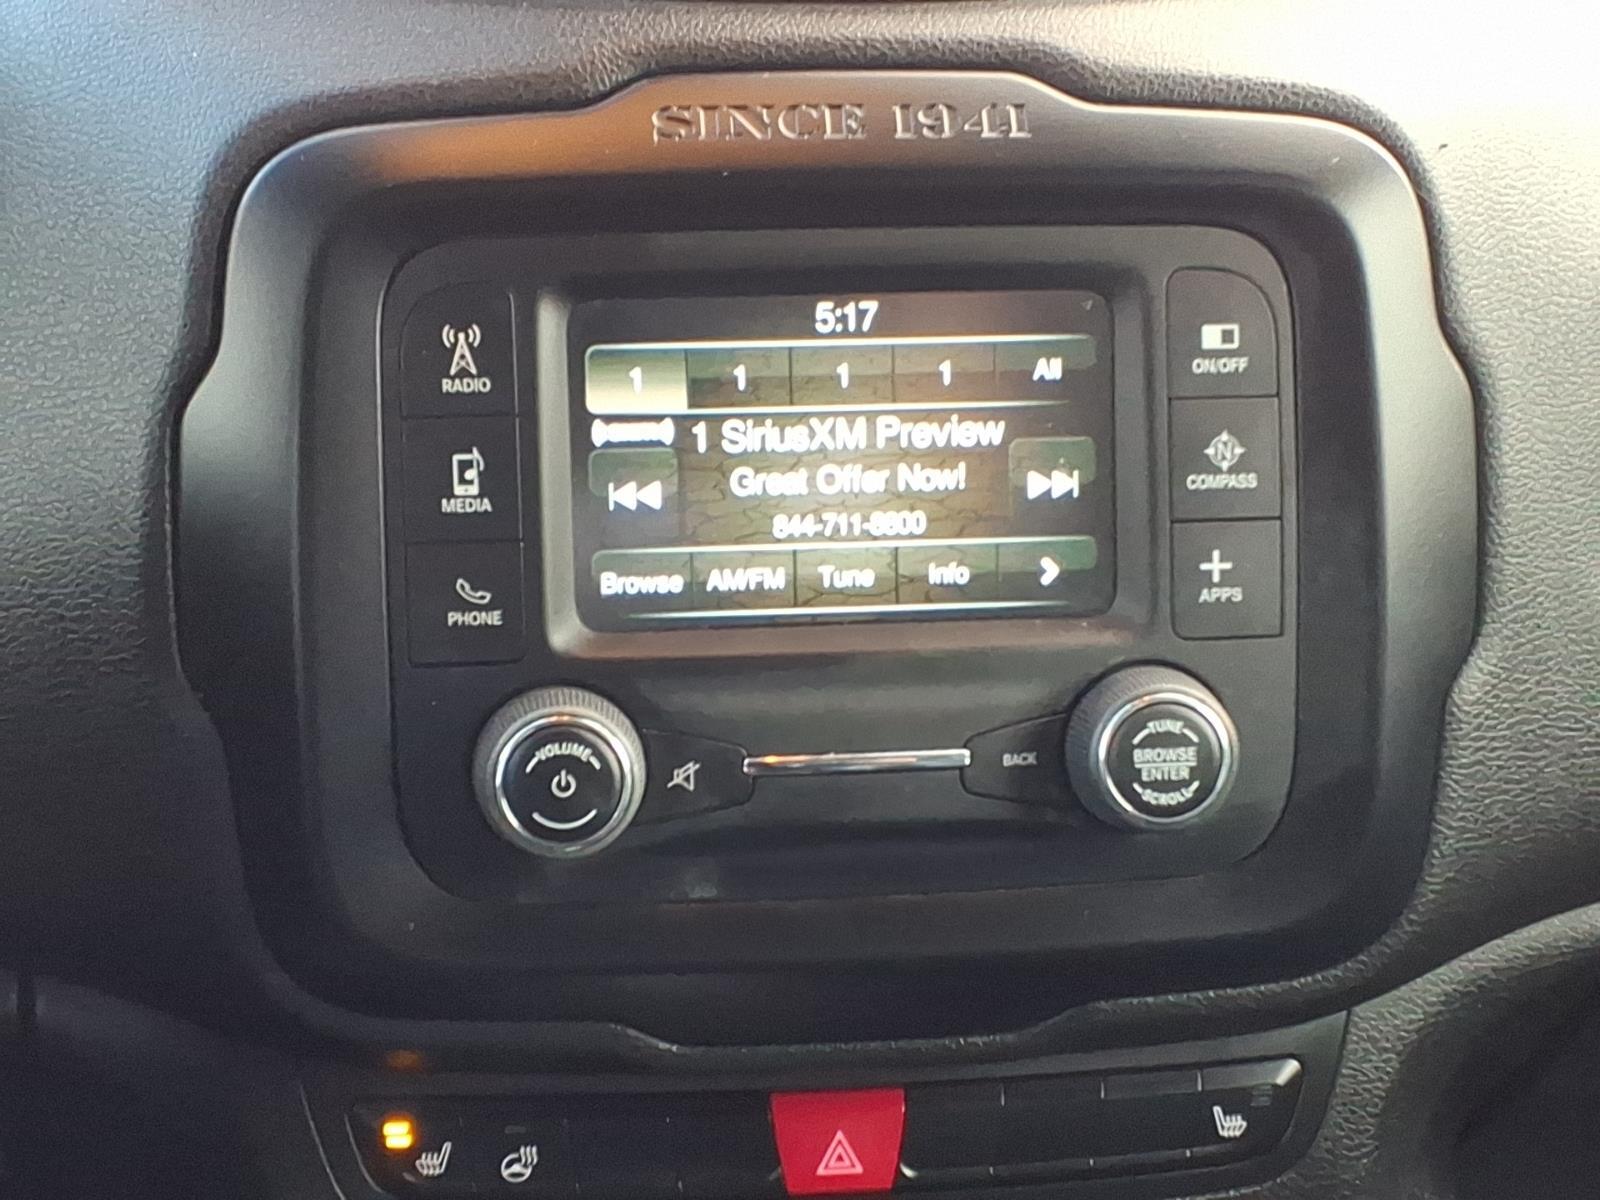 SINCE 1941
RADIO
MEDIA
PHONE
5:17
1 1 1 1 All
1 SiriusXM Preview
Great Offer Now!
844-711-8800
Browse AM/FM Tune Info
ON/OFF
N
COMPASS
APPS
VOLUME
BACK
TUNE
BROWSE
ENTER
SCROLL